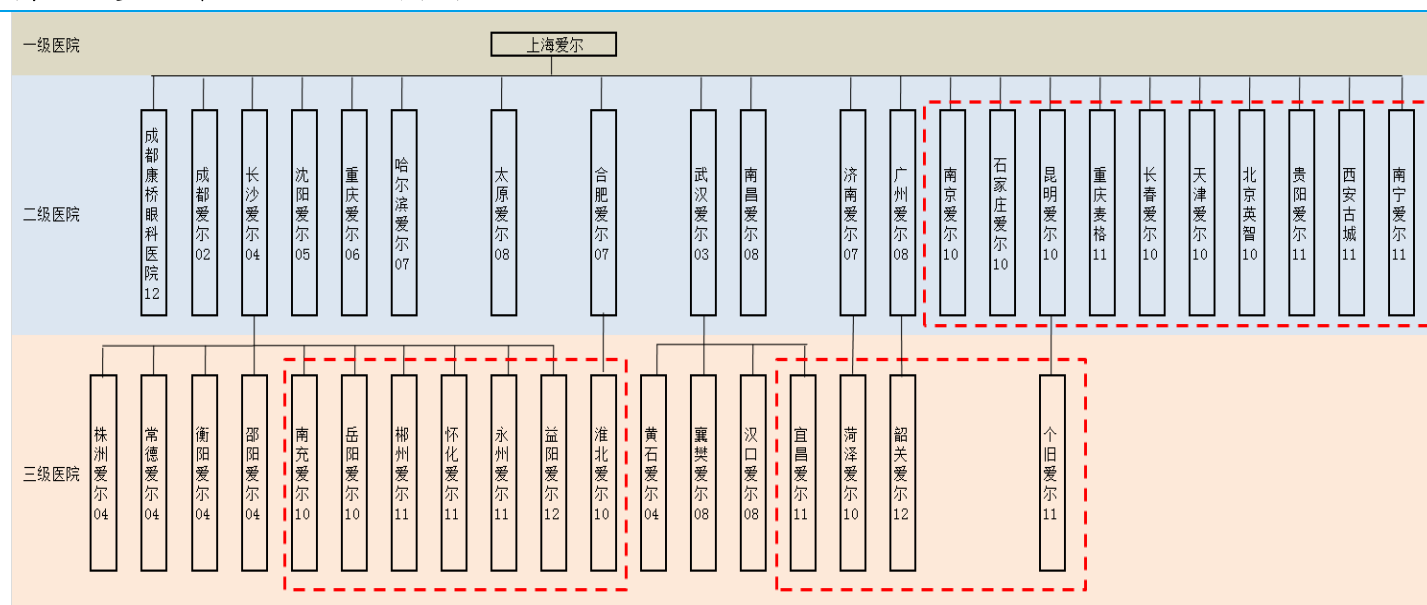 一级医院
上海爱尔
二级医院
成都康桥眼科医院12
成都爱尔02
长沙爱尔04
沈阳爱尔05
重庆爱尔06
哈尔滨爱尔07
太原爱尔08
合肥爱尔07
武汉爱尔03
南昌爱尔08
济南爱尔07
广州爱尔08
南京爱尔10
石家庄爱尔10
昆明爱尔10
重庆麦格11
长春爱尔10
天津爱尔10
北京英智10
贵阳爱尔11
西安古城11
南宁爱尔11
三级医院
株洲爱尔04
常德爱尔04
衡阳爱尔04
邵阳爱尔04
南充爱尔10
岳阳爱尔10
郴州爱尔11
怀化爱尔11
永州爱尔11
益阳爱尔12
淮北爱尔10
黄石爱尔04
襄樊爱尔08
汉口爱尔08
宜昌爱尔11
菏泽爱尔10
韶关爱尔12
个旧爱尔11